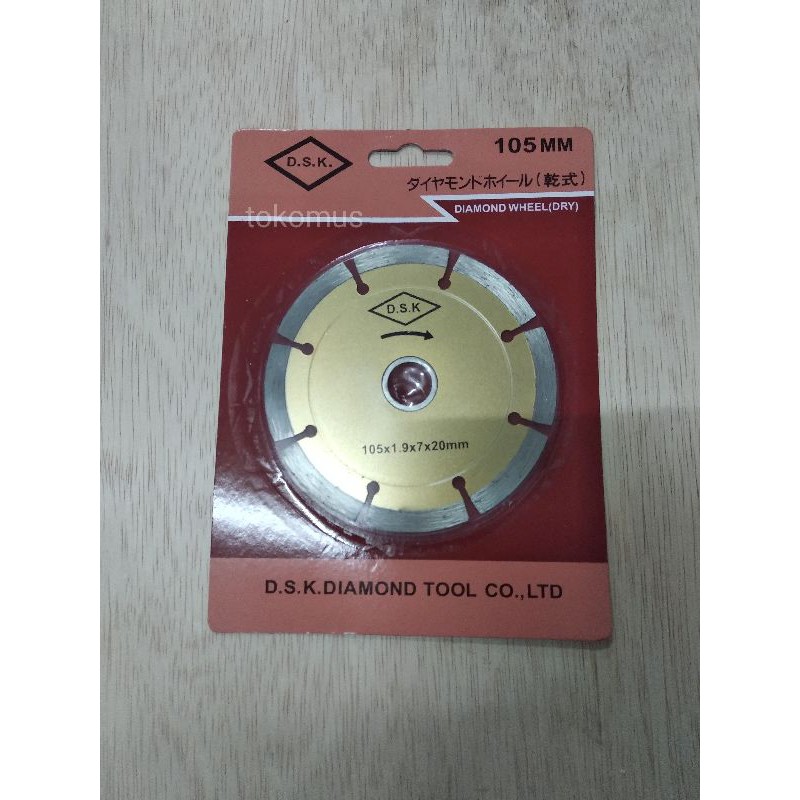 D.S.K.
105MM
ダイヤモンドホイール(乾式)
DIAMOND WHEEL(DRY)
tokomus
D.S.K
105x1.9x7x20mm
D.S.K.DIAMOND TOOL CO.,LTD